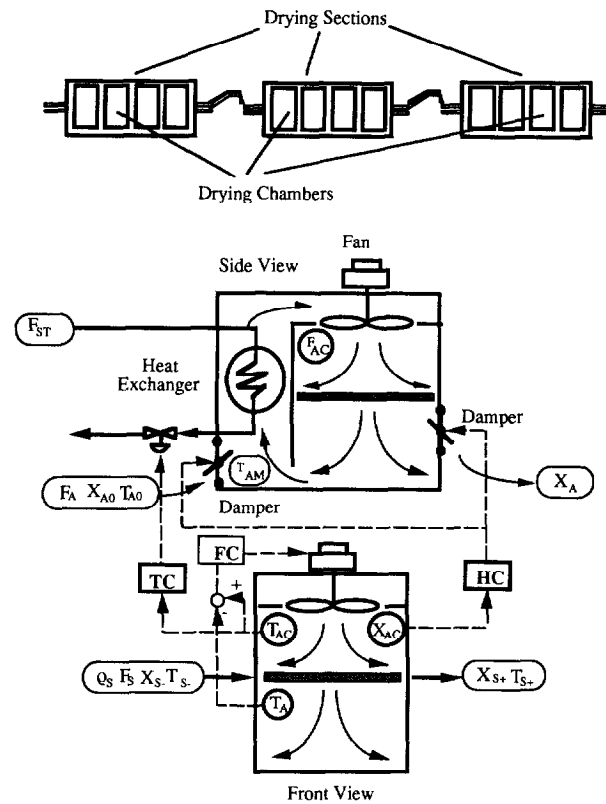 Drying Sections
Drying Chambers
Fan
Side View
F_ST
F_AC
Heat
Exchanger
Damper
T_AM
F_A X_A0 T_A0
Damper
X_A
FC
TC
+
-
HC
T_AC
X_AC
Q_S F_S X_S- T_S-
X_S+ T_S+
T_A
Front View